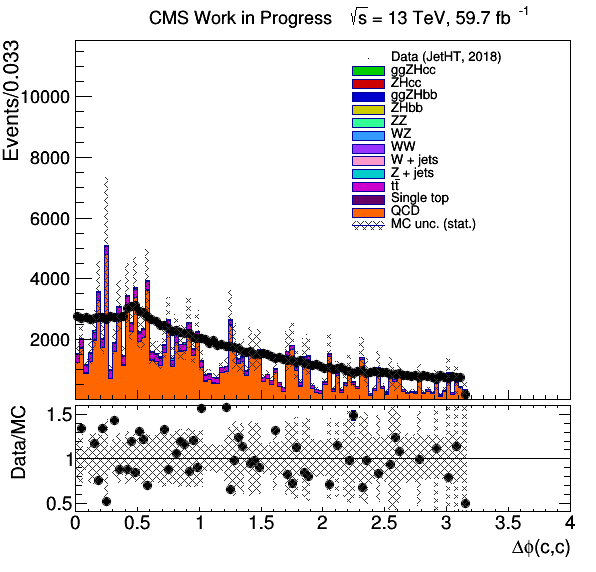 CMS Work in Progress √s = 13 TeV, 59.7 fb -1
Events/0.033
10000
8000
6000
4000
2000
Data (JetHT, 2018)
ggZHcc
ZHcc
ggZHbb
ZHbb
ZZ
WZ
WW
W + jets
Z + jets
tt̄
Single top
QCD
MC unc. (stat.)
Data/MC
1.5
1
0.5
0 0.5 1 1.5 2 2.5 3 3.5 4
Δϕ(c,c)